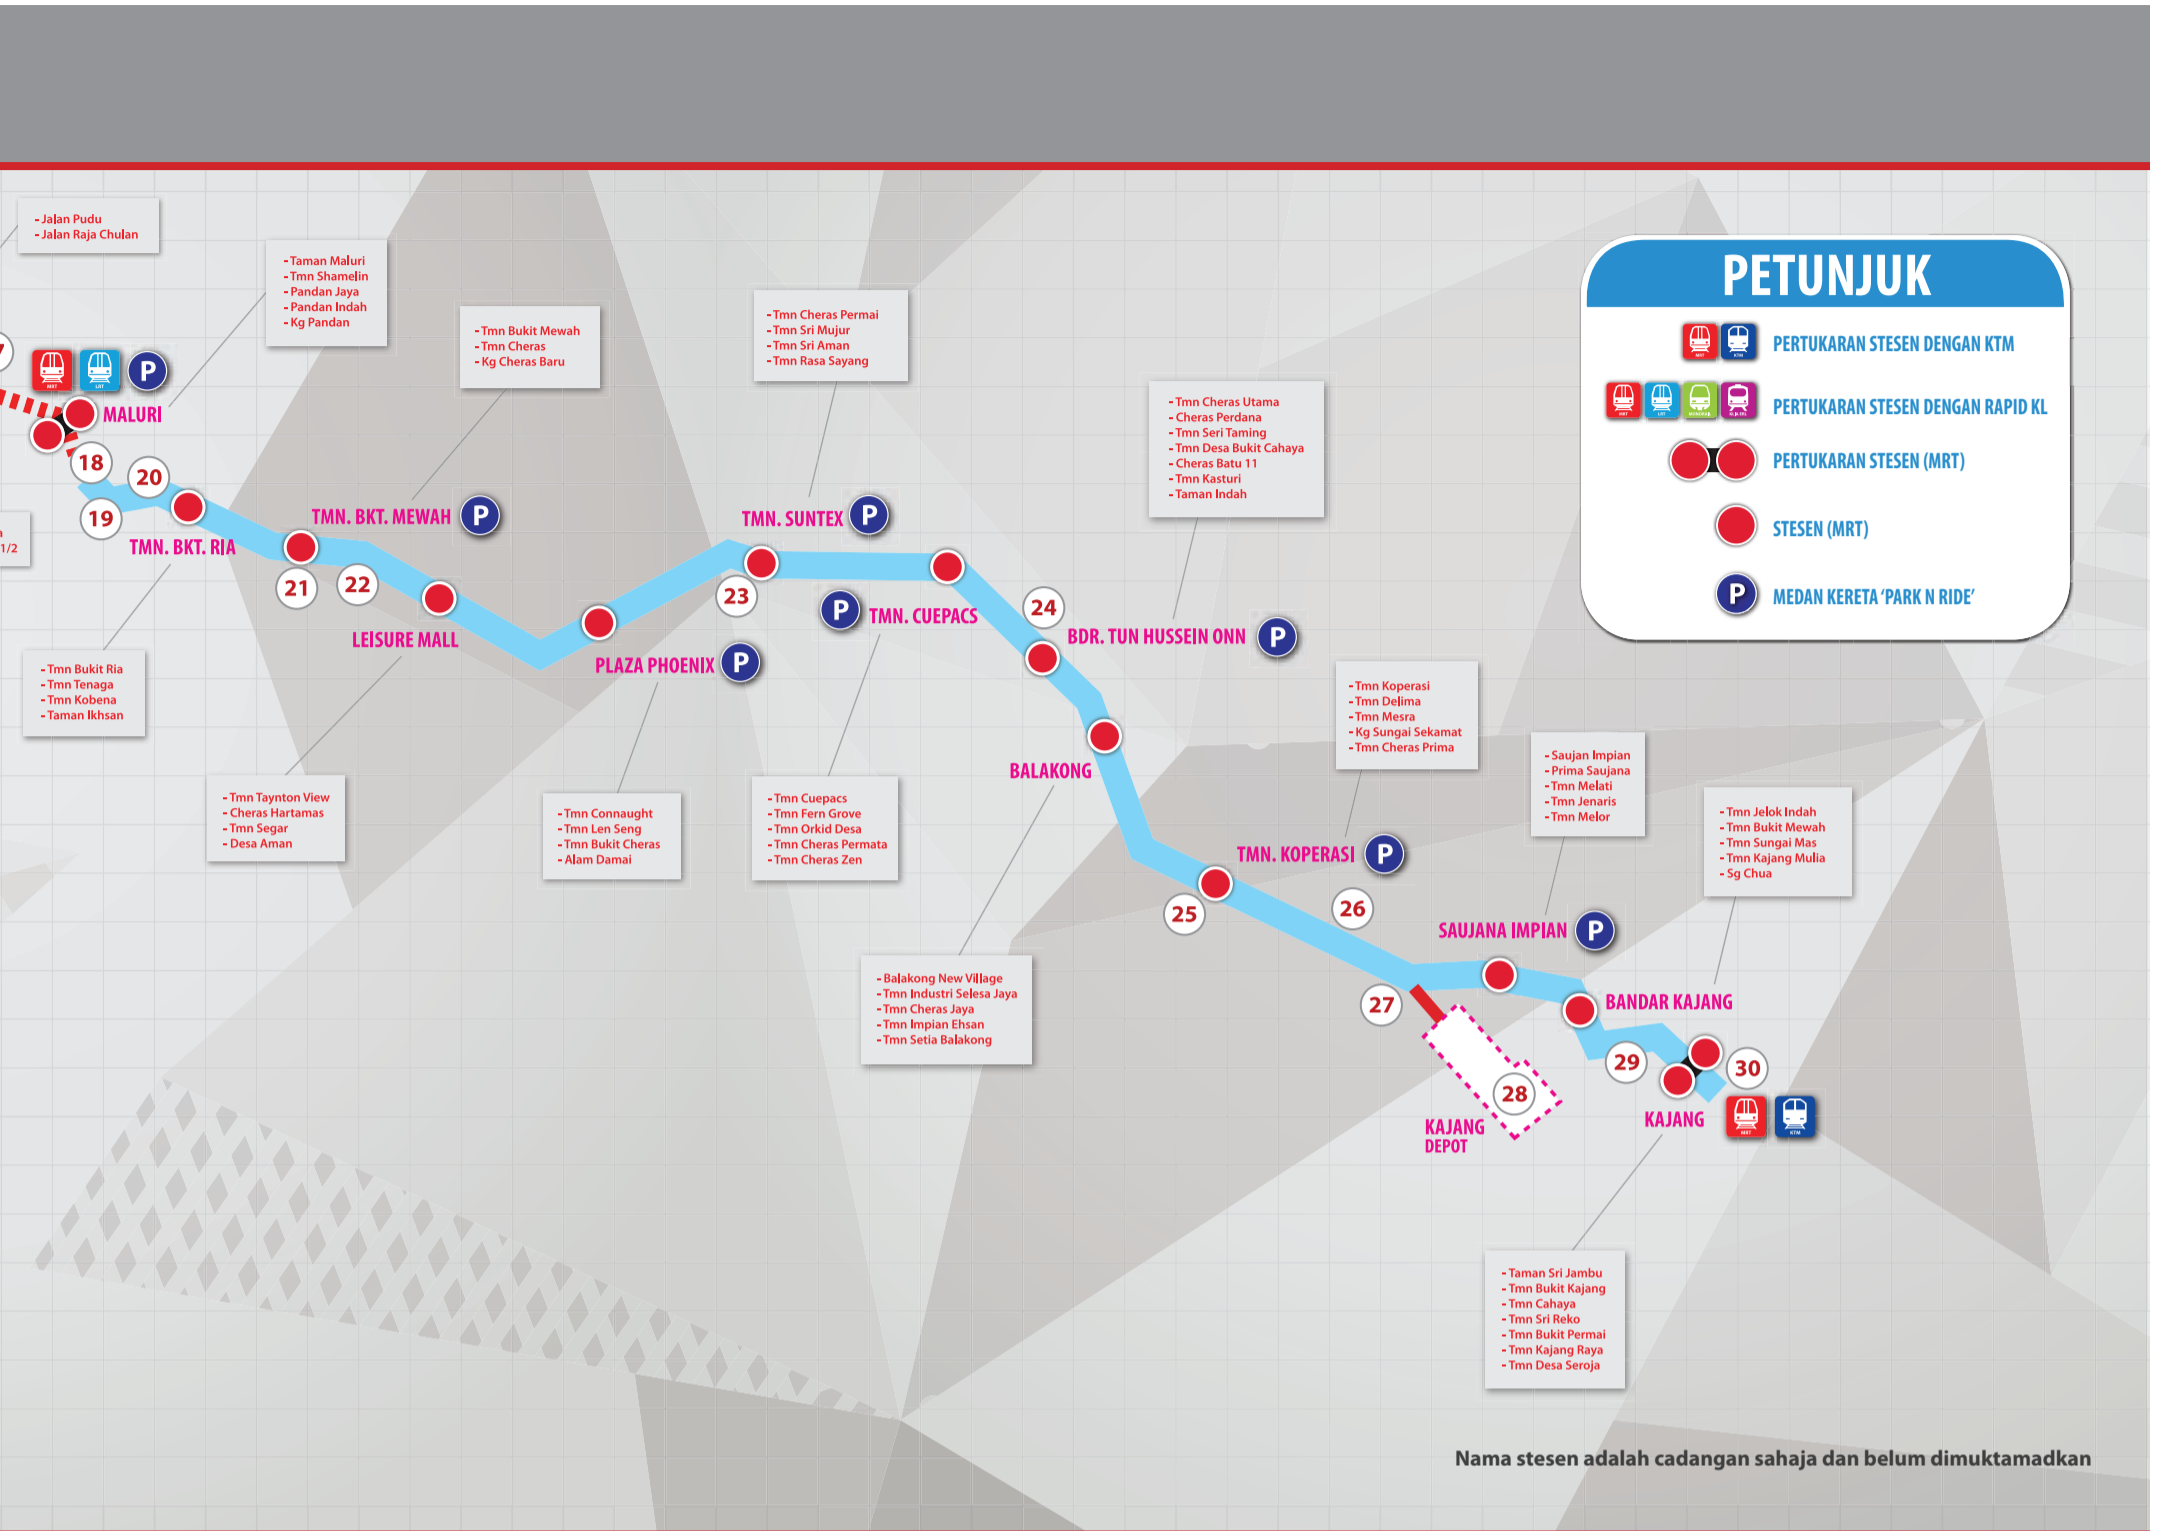 - Jalan Pudu
- Jalan Raja Chulan
- Taman Maluri
- Tmn Shamelin
- Pandan Jaya
- Pandan Indah
- Kg Pandan
- Tmn Bukit Mewah
- Tmn Cheras
- Kg Cheras Baru
- Tmn Cheras Permai
- Tmn Sri Mujur
- Tmn Sri Aman
- Tmn Rasa Sayang
- Tmn Cheras Utama
- Cheras Perdana
- Tmn Seri Taming
- Tmn Desa Bukit Cahaya
- Cheras Batu 11
- Tmn Kasturi
- Taman Indah
PETUNJUK
MRT KTM
PERTUKARAN STESEN DENGAN KTM
MRT LRT MONORAIL
PERTUKARAN STESEN DENGAN RAPID KL
PERTUKARAN STESEN (MRT)
STESEN (MRT)
P
MEDAN KERETA 'PARK N RIDE'
MRT LRT P
MALURI
18
19
20
1/2
TMN. BKT. RIA
21
22
TMN. BKT. MEWAH P
LEISURE MALL
PLAZA PHOENIX P
23
TMN. SUNTEX P
P TMN. CUEPACS
24
BDR. TUN HUSSEIN ONN P
BALAKONG
- Tmn Bukit Ria
- Tmn Tenaga
- Tmn Kobena
- Taman Ikhsan
- Tmn Taynton View
- Cheras Hartamas
- Tmn Segar
- Desa Aman
- Tmn Connaught
- Tmn Len Seng
- Tmn Bukit Cheras
- Alam Damai
- Tmn Cuepacs
- Tmn Fern Grove
- Tmn Orkid Desa
- Tmn Cheras Permata
- Tmn Cheras Zen
- Tmn Koperasi
- Tmn Delima
- Tmn Mesra
- Kg Sungai Sekamat
- Tmn Cheras Prima
- Saujan Impian
- Prima Saujana
- Tmn Melati
- Tmn Jenaris
- Tmn Melor
- Tmn Jelok Indah
- Tmn Bukit Mewah
- Tmn Sungai Mas
- Tmn Kajang Mulia
- Sg Chua
TMN. KOPERASI P
25
26
SAUJANA IMPIAN P
27
BANDAR KAJANG
- Balakong New Village
- Tmn Industri Selesa Jaya
- Tmn Cheras Jaya
- Tmn Impian Ehsan
- Tmn Setia Balakong
28
KAJANG
DEPOT
29
30
KAJANG
MRT KTM
- Taman Sri Jambu
- Tmn Bukit Kajang
- Tmn Cahaya
- Tmn Sri Reko
- Tmn Bukit Permai
- Tmn Kajang Raya
- Tmn Desa Seroja
Nama stesen adalah cadangan sahaja dan belum dimuktamadkan